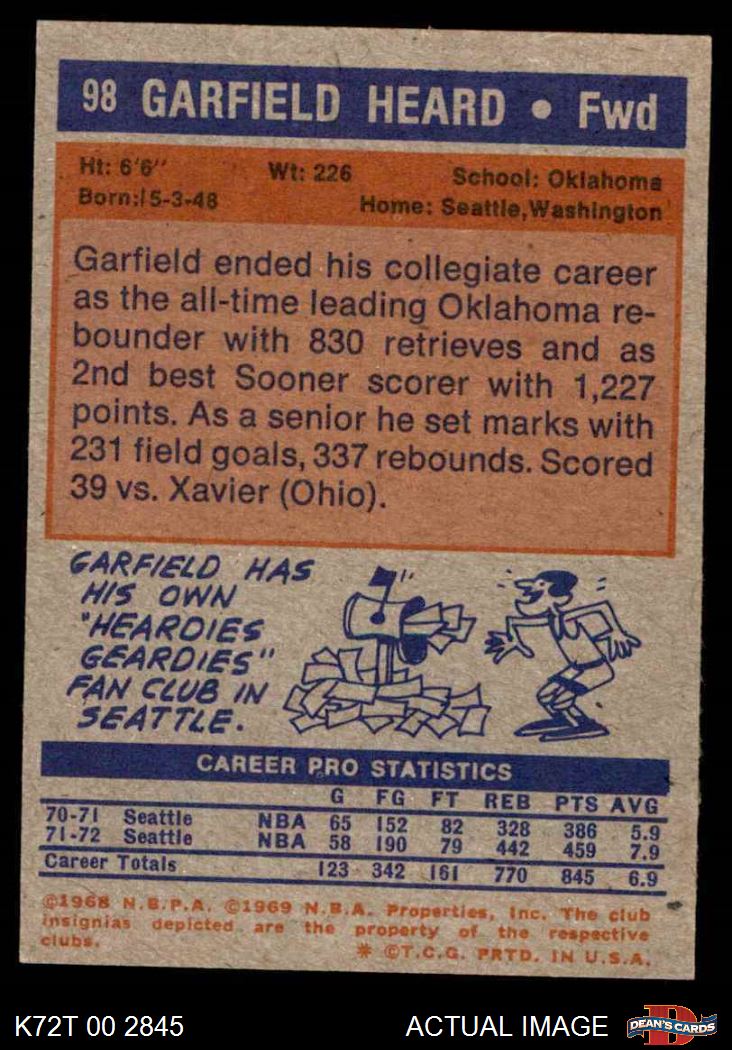 98 GARFIELD HEARD • Fwd
Ht: 6'6" Wt: 226 School: Oklahoma
Born: 5-3-48 Home: Seattle, Washington
Garfield ended his collegiate career
as the all-time leading Oklahoma re-
bounder with 830 retrieves and as
2nd best Sooner scorer with 1,227
points. As a senior he set marks with
231 field goals, 337 rebounds. Scored
39 vs. Xavier (Ohio).
GARFIELD HAS
HIS OWN
"HEARDIES
GEARDIES"
FAN CLUB IN
SEATTLE.
CAREER PRO STATISTICS
G FG FT REB PTS AVG
70-71 Seattle NBA 65 152 82 328 386 5.9
71-72 Seattle NBA 58 190 79 442 459 7.9
Career Totals 123 342 161 770 845 6.9
©1968 N.B.P.A. ©1969 N.B.A. Properties, Inc. The club
insignias depicted are the property of the respective
clubs.
* ©T.C.G. PRTD. IN U.S.A.
K72T 00 2845 ACTUAL IMAGE DEAN'S CARDS